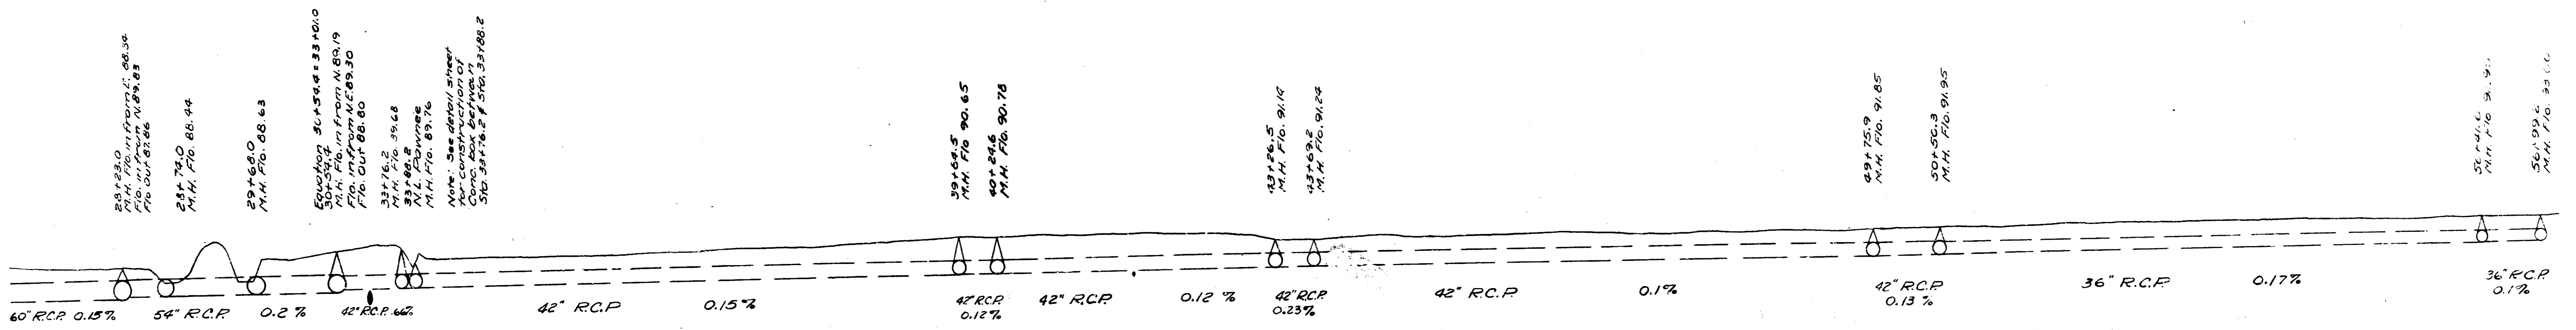 28+23.0
M.H. Flo. in from E. 88.34
Flo. in from N. 89.83
Flo Out 87.86
28+74.0
M.H. Flo. 88.44
29+68.0
M.H. Flo. 88.63
Equation 30+54.4 = 33+01.0
30+54.4
M.H. Flo. in from N. 89.19
Flo. in from N.E. 89.30
Flo. Out 88.80
33+76.2
M.H. Flo. 89.68
33+88.2
N.L. Pawnee
M.H. Flo. 89.76
Note: See detail sheet
for construction of
Conc. box between
Sta. 33+76.2 & Sta. 33+88.2
39+64.5
M.H. Flo 90.65
40+24.6
M.H. Flo. 90.78
43+26.5
M.H. Flo. 91.14
43+69.2
M.H. Flo. 91.24
49+75.9
M.H. Flo. 91.85
50+56.3
M.H. Flo. 91.95
M.H. Flo
M.H. Flo.
60" R.C.P. 0.15%
54" R.C.P. 0.2 %
42" R.C.P. .66%
42" R.C.P. 0.15%
42" R.C.P.
0.12%
42" R.C.P. 0.12 %
42" R.C.P.
0.23%
42" R.C.P. 0.1%
42" R.C.P.
0.13 %
36" R.C.P. 0.17%
36" R.C.P.
0.1%